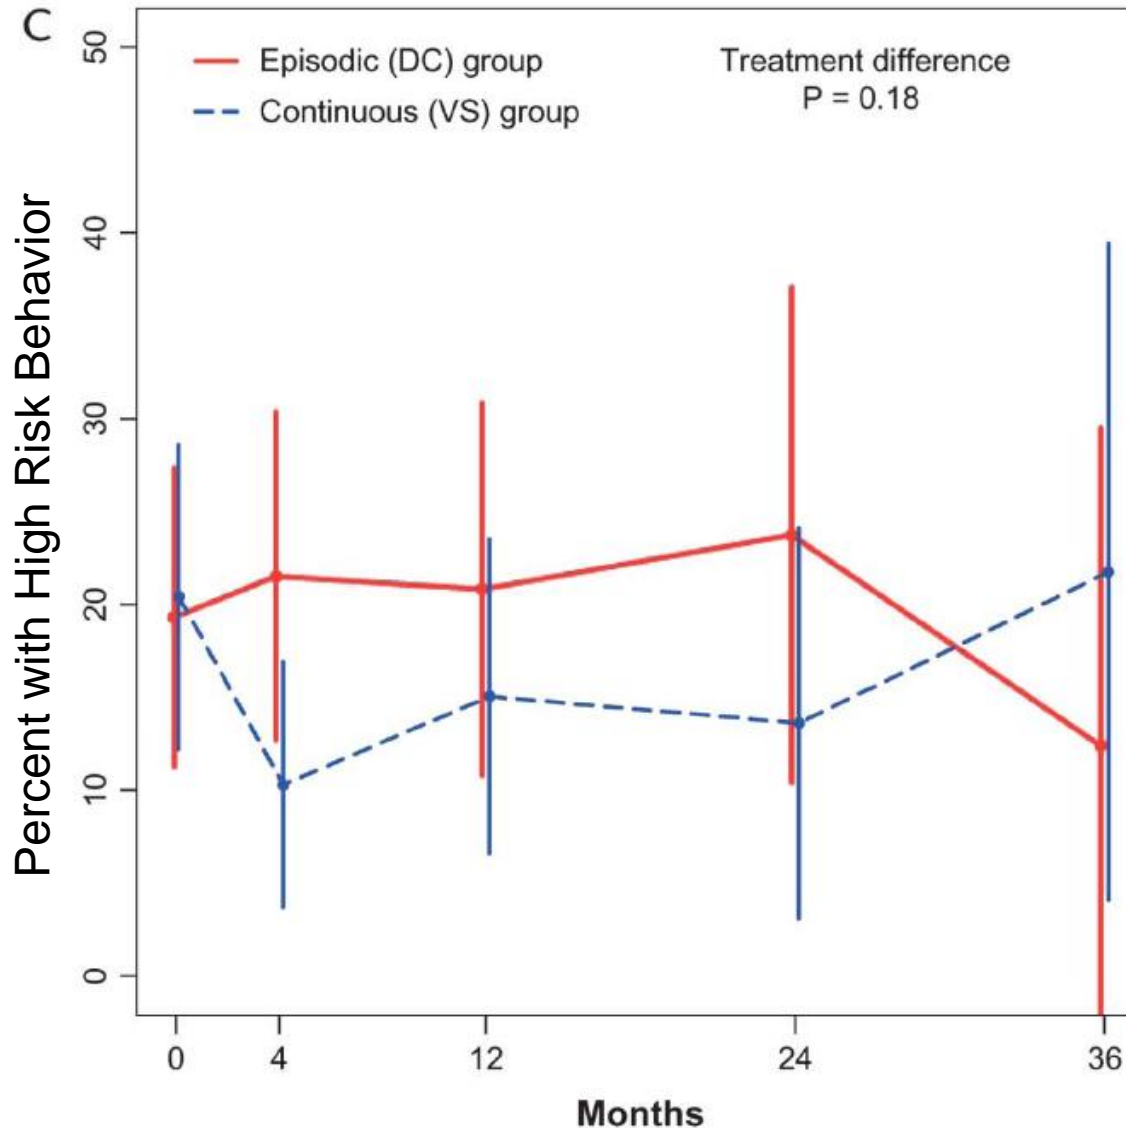 C
Episodic (DC) group
Continuous (VS) group
Treatment difference
P = 0.18
Percent with High Risk Behavior
50
40
30
20
10
0
0 4 12 24 36
Months